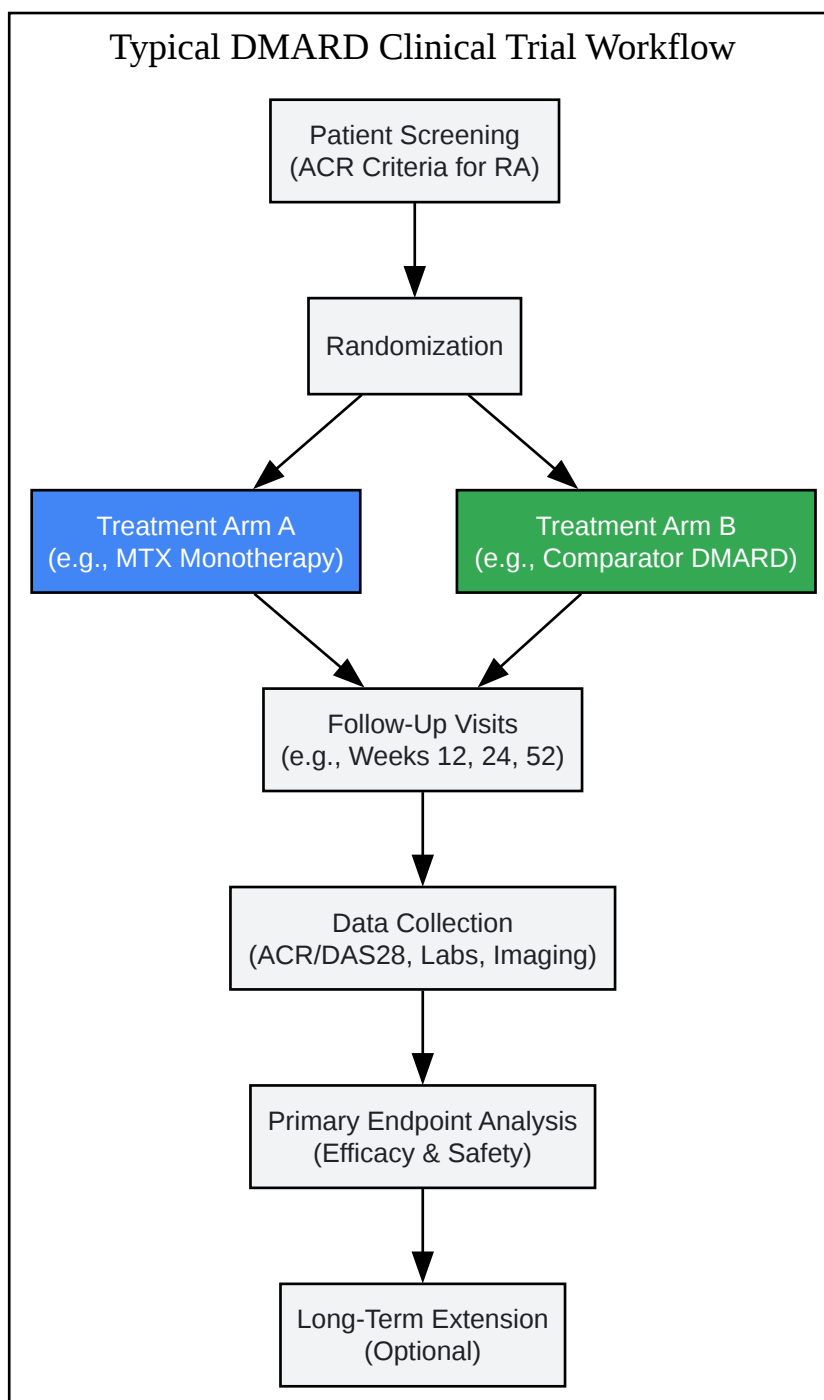 Typical DMARD Clinical Trial Workflow
Patient Screening
(ACR Criteria for RA)
Randomization
Treatment Arm A
(e.g., MTX Monotherapy)
Treatment Arm B
(e.g., Comparator DMARD)
Follow-Up Visits
(e.g., Weeks 12, 24, 52)
Data Collection
(ACR/DAS28, Labs, Imaging)
Primary Endpoint Analysis
(Efficacy & Safety)
Long-Term Extension
(Optional)